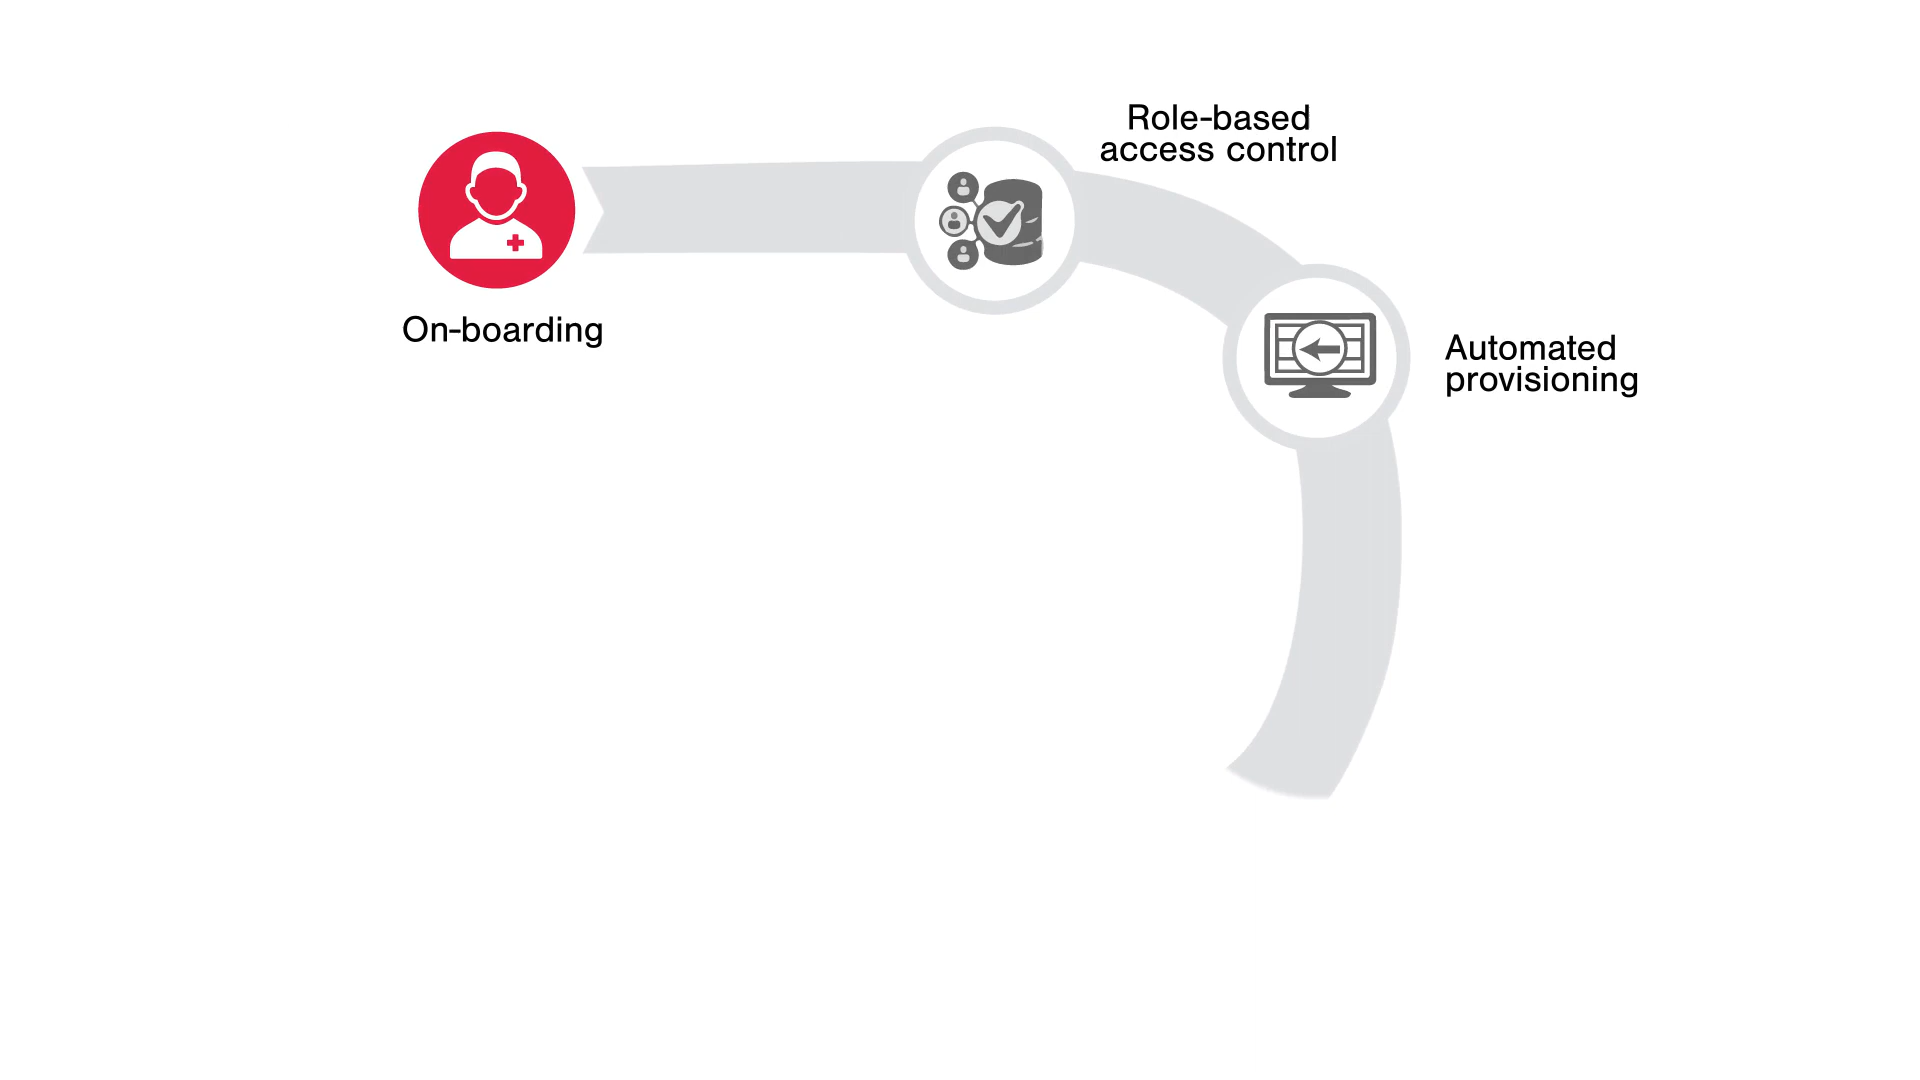 On-boarding
Role-based
access control
Automated
provisioning